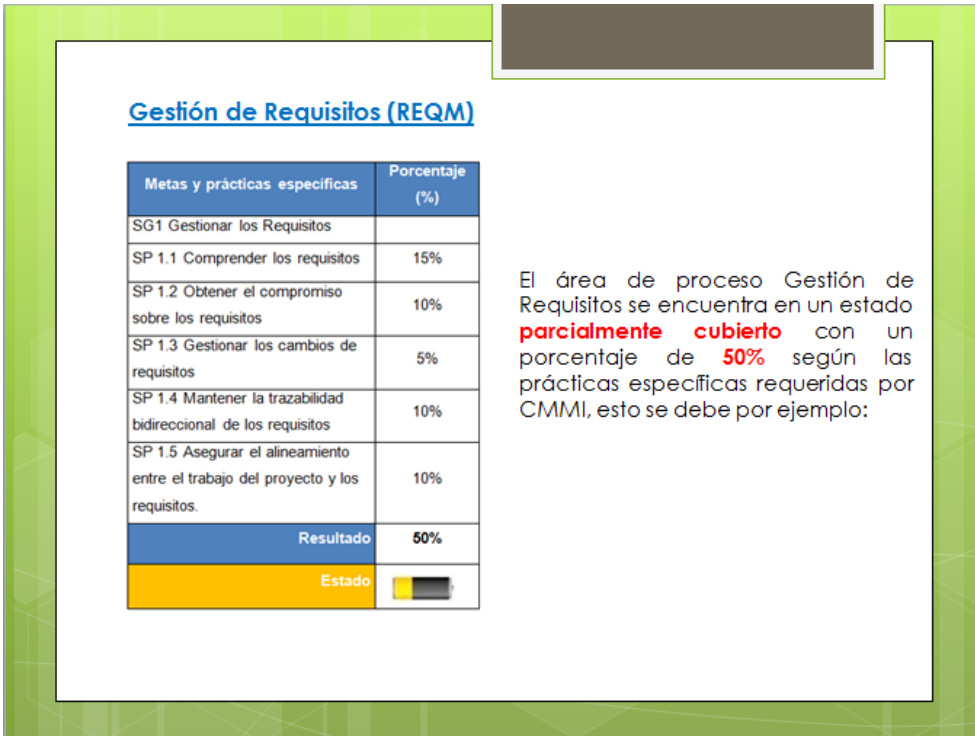 Gestión de Requisitos (REQM)
Metas y prácticas específicas
Porcentaje
(%)
SG1 Gestionar los Requisitos
SP 1.1 Comprender los requisitos
15%
SP 1.2 Obtener el compromiso
sobre los requisitos
10%
SP 1.3 Gestionar los cambios de
requisitos
5%
SP 1.4 Mantener la trazabilidad
bidireccional de los requisitos
10%
SP 1.5 Asegurar el alineamiento
entre el trabajo del proyecto y los
requisitos.
10%
Resultado
50%
Estado
El área de proceso Gestión de
Requisitos se encuentra en un estado
parcialmente cubierto con un
porcentaje de 50% según las
prácticas específicas requeridas por
CMMI, esto se debe por ejemplo: